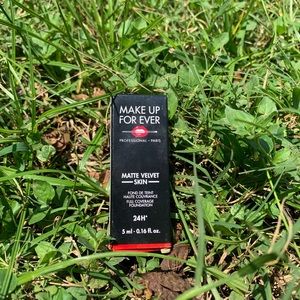 MAKE UP
FOR EVER
PROFESSIONAL - PARIS
MATTE VELVET
SKIN
FOND DE TEINT
HAUTE COUVRANCE
FULL COVERAGE
FOUNDATION
24H*
5 ml - 0.16 fl. oz.